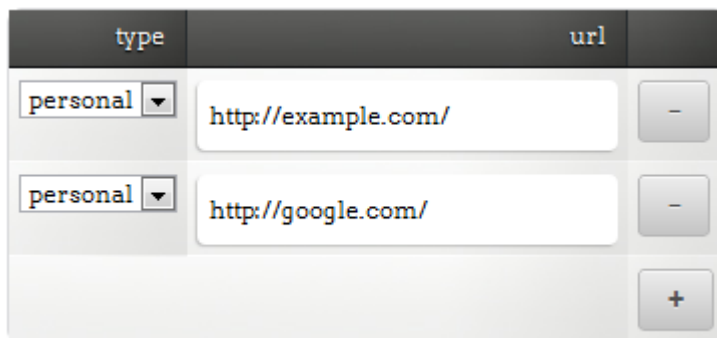 type url
personal http://example.com/ -
personal http://google.com/ -
+